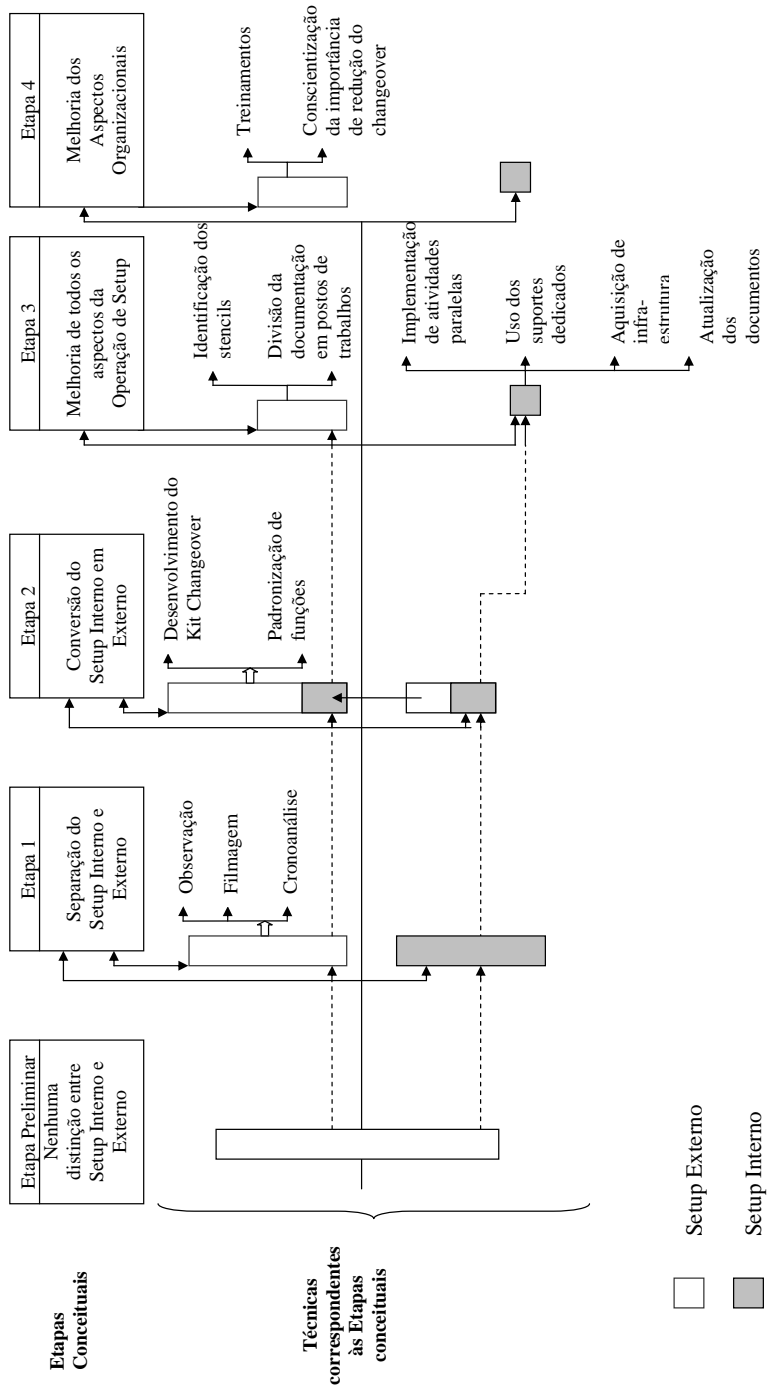 Etapas
Conceituais
Etapa Preliminar
Nenhuma
distinção entre
Setup Interno e
Externo
Etapa 1
Separação do
Setup Interno e
Externo
Etapa 2
Conversão do
Setup Interno em
Externo
Etapa 3
Melhoria de todos os
aspectos da
Operação de Setup
Etapa 4
Melhoria dos
Aspectos
Organizacionais
Técnicas
correspondentes
às Etapas
conceituais
Observação
Filmagem
Cronoanálise
Desenvolvimento do
Kit Changeover
Padronização de
funções
Identificação dos
stencils
Divisão da
documentação
em postos de
trabalhos
Treinamentos
Conscientização
da importância
de redução do
changeover
Implementação
de atividades
paralelas
Uso dos
suportes
dedicados
Aquisição de
infra-
estrutura
Atualização
dos
documentos
Setup Externo
Setup Interno